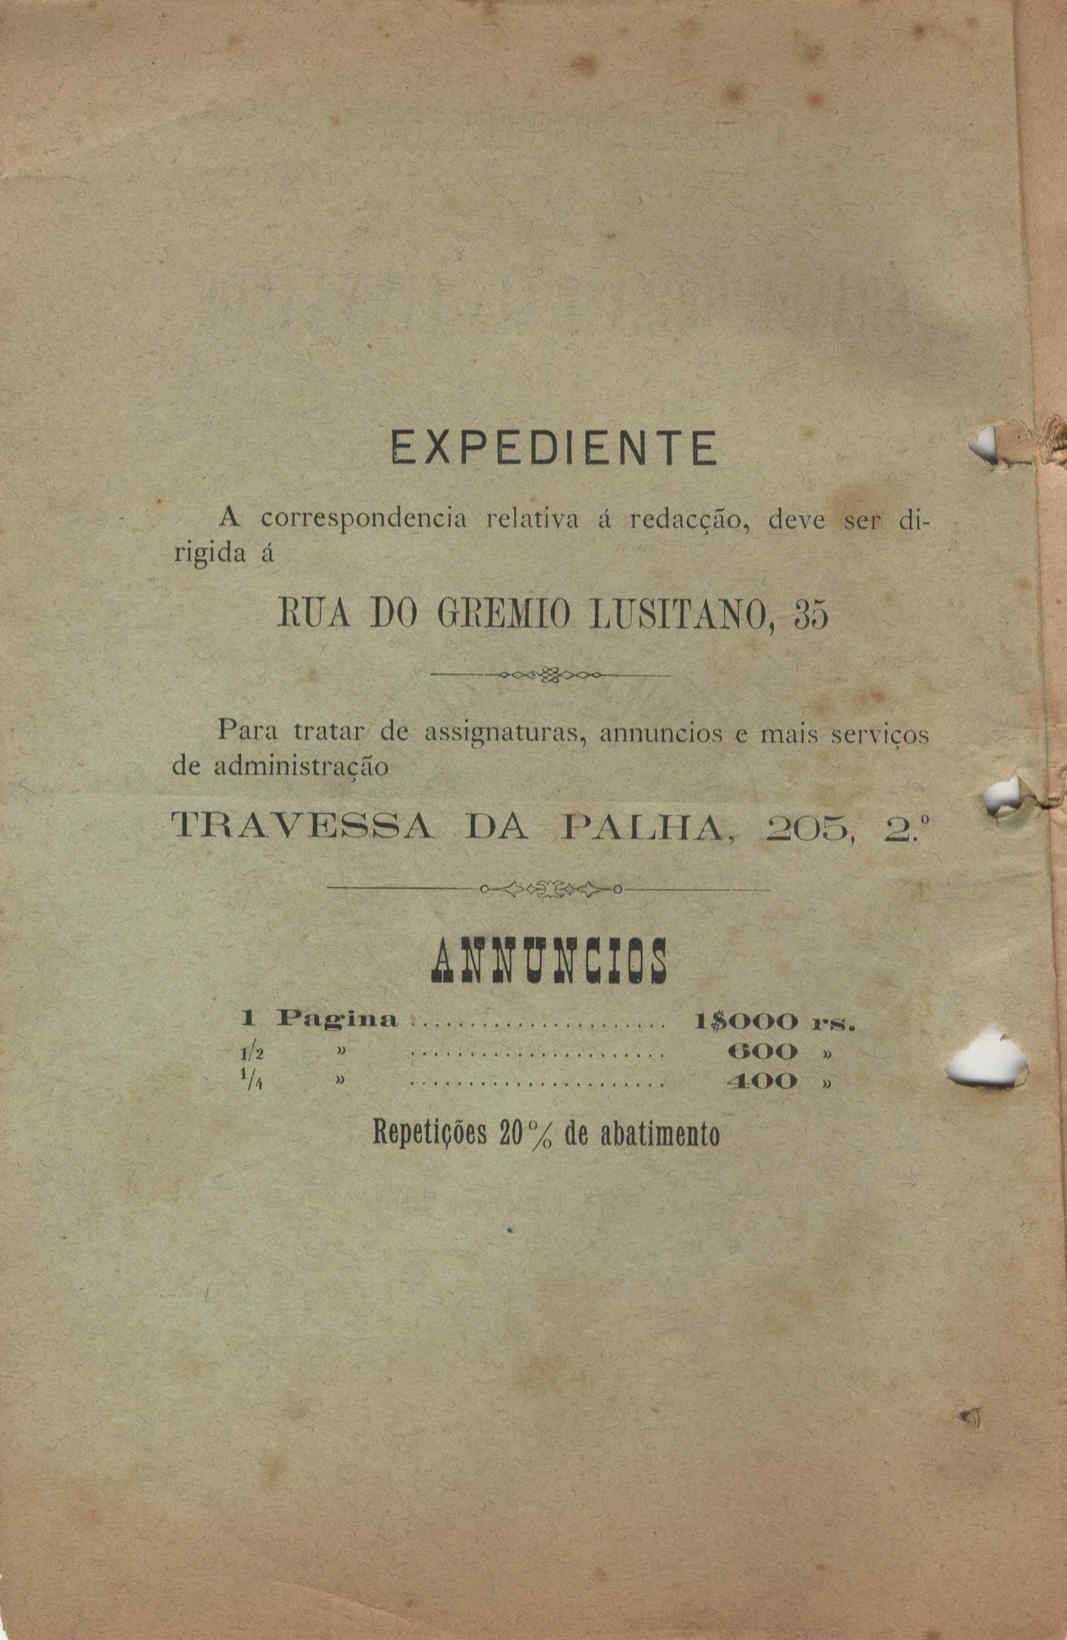 EXPEDIENTE
A correspondencia relativa á redacção, deve ser di-
rigida á
RUA DO GREMIO LUSITANO, 35
Para tratar de assignaturas, annuncios e mais serviços
de administração
TRAVESSA DA PALHA, 205, 2.º
ANNUNCIOS
1 Pagina ...................... 1$000 rs.
1/2 » ...................... 600 »
1/4 » ...................... 400 »
Repetições 20 % de abatimento